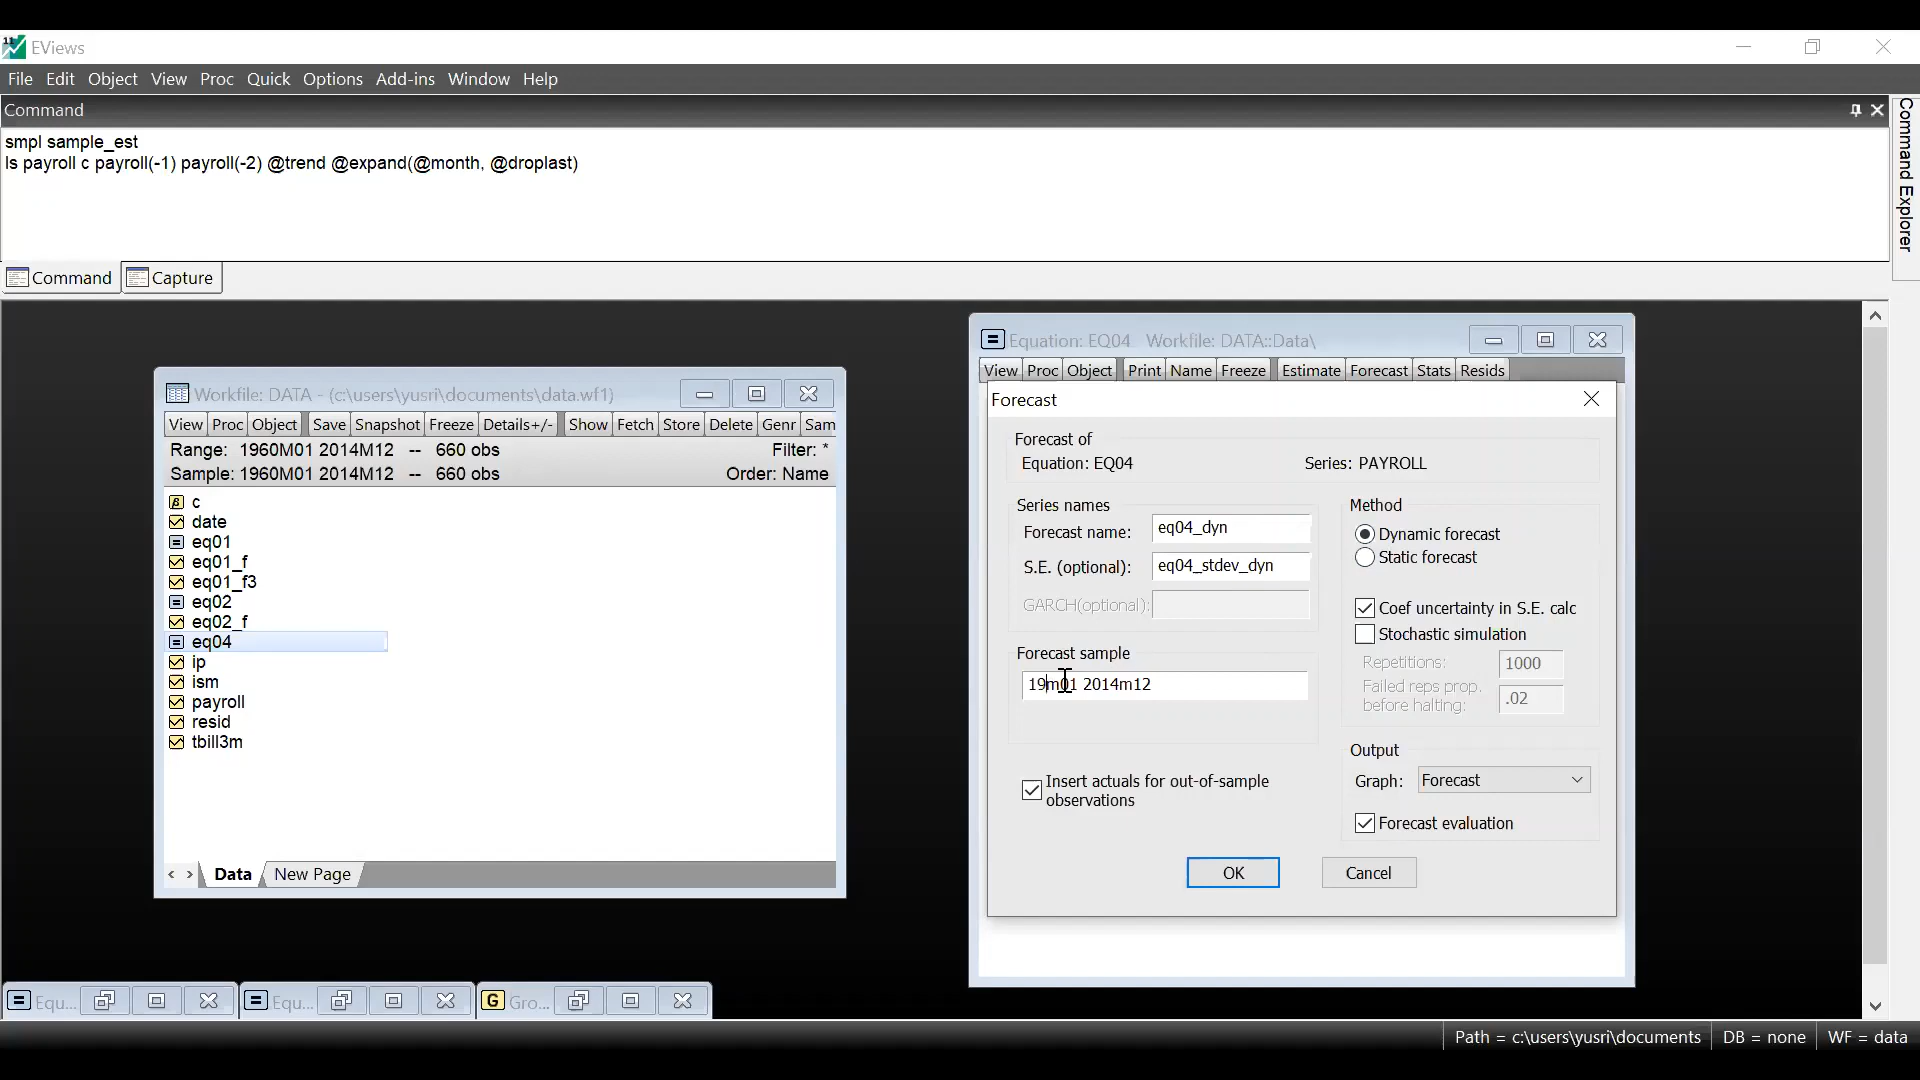 EViews
File Edit Object View Proc Quick Options Add-ins Window Help
Command
smpl sample_est
ls payroll c payroll(-1) payroll(-2) @trend @expand(@month, @droplast)
Command Capture
Command Explorer
Workfile: DATA - (c:\users\yusri\documents\data.wf1)
View Proc Object Save Snapshot Freeze Details+/- Show Fetch Store Delete Genr Sam
Range: 1960M01 2014M12 -- 660 obs Filter: *
Sample: 1960M01 2014M12 -- 660 obs Order: Name
c
date
eq01
eq01_f
eq01_f3
eq02
eq02_f
eq04
ip
ism
payroll
resid
tbill3m
Data New Page
Equation: EQ04 Workfile: DATA::Data\
View Proc Object Print Name Freeze Estimate Forecast Stats Resids
Forecast
Forecast of
Equation: EQ04 Series: PAYROLL
Series names
Forecast name: eq04_dyn
S.E. (optional): eq04_stdev_dyn
GARCH(optional):
Forecast sample
19m01 2014m12
Insert actuals for out-of-sample
observations
Method
Dynamic forecast
Static forecast
Coef uncertainty in S.E. calc
Stochastic simulation
Repetitions: 1000
Failed reps prop.
before halting: .02
Output
Graph: Forecast
Forecast evaluation
OK Cancel
Equ... Equ... G Gro...
Path = c:\users\yusri\documents DB = none WF = data